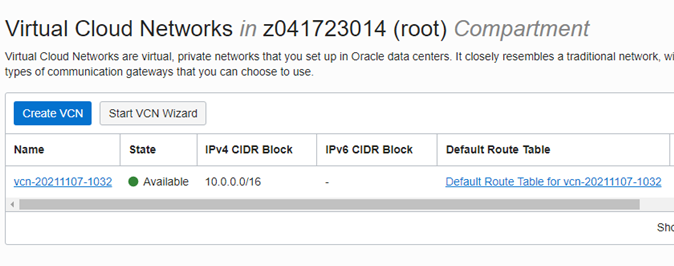 Virtual Cloud Networks in z041723014 (root) Compartment
Virtual Cloud Networks are virtual, private networks that you set up in Oracle data centers. It closely resembles a traditional network, wi
types of communication gateways that you can choose to use.
Create VCN Start VCN Wizard
Name State IPv4 CIDR Block IPv6 CIDR Block Default Route Table
vcn-20211107-1032 Available 10.0.0.0/16 - Default Route Table for vcn-20211107-1032
Sho